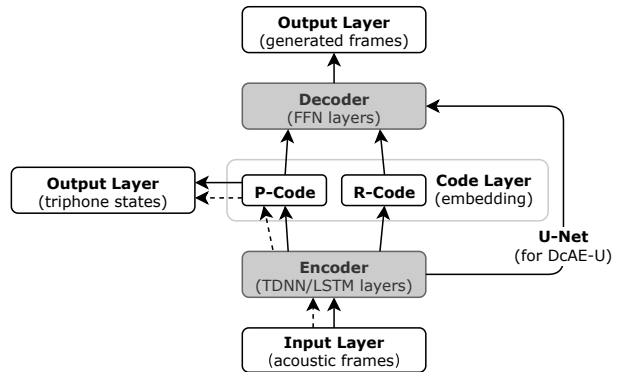 Output Layer
(generated frames)
Decoder
(FFN layers)
Output Layer
(triphone states)
P-Code
R-Code
Code Layer
(embedding)
U-Net
(for DcAE-U)
Encoder
(TDNN/LSTM layers)
Input Layer
(acoustic frames)